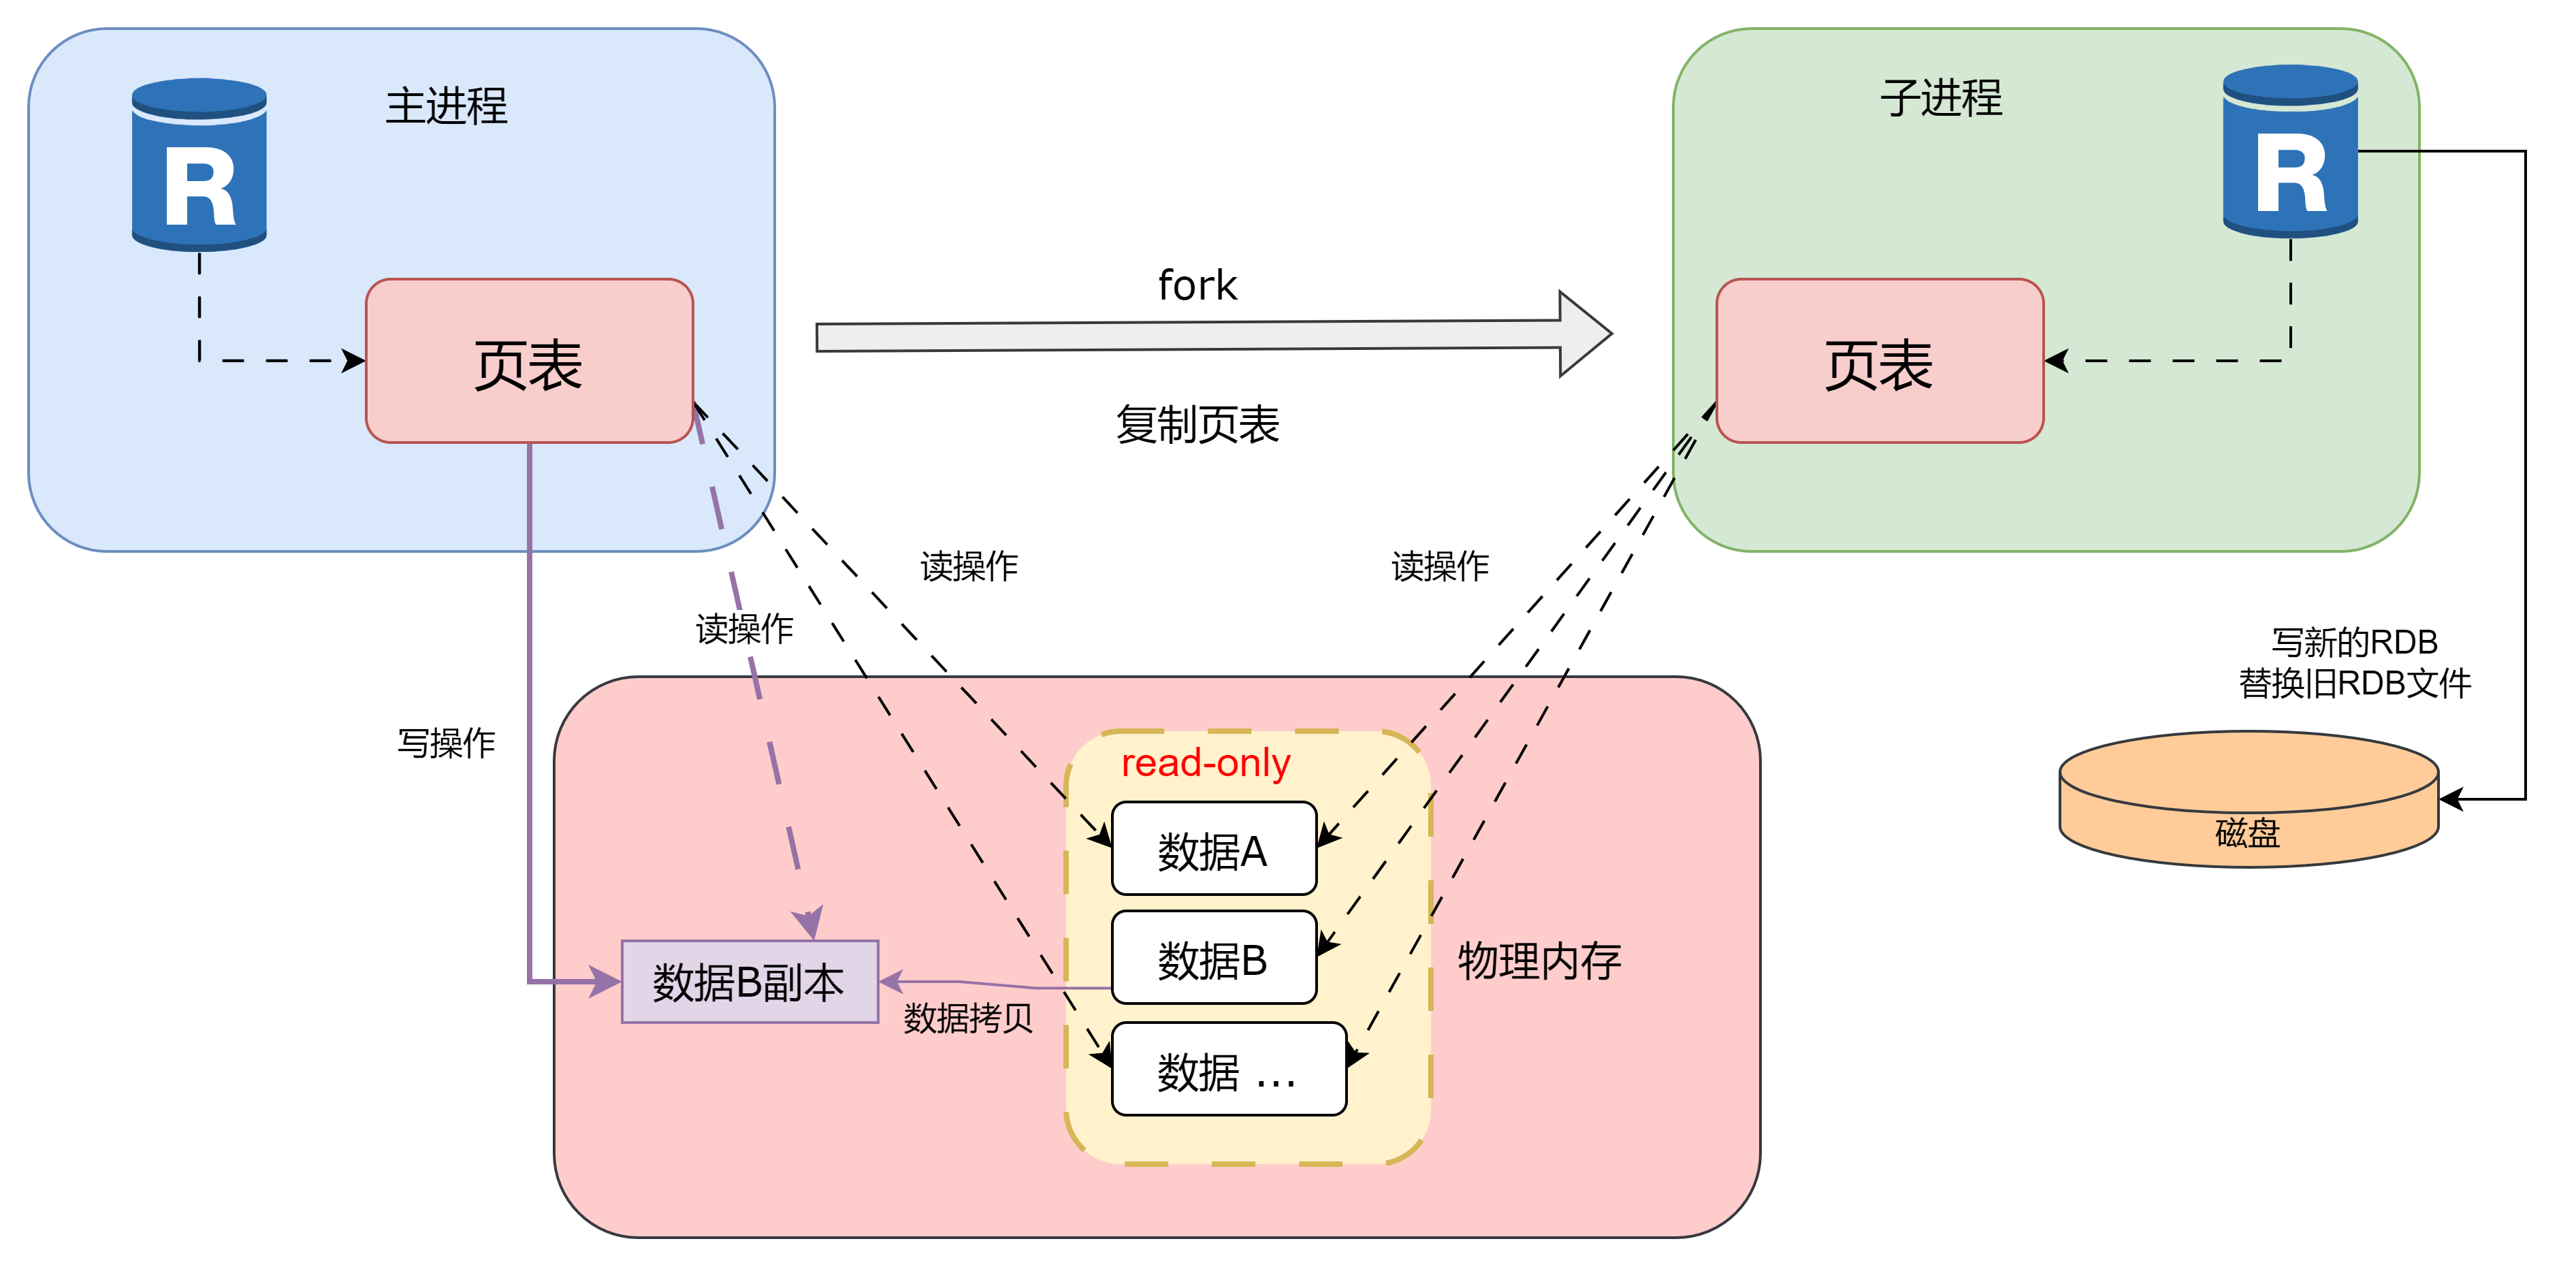 主进程
R
页表
fork
复制页表
子进程
R
页表
读操作
读操作
读操作
写操作
写新的RDB
替换旧RDB文件
磁盘
read-only
数据A
数据B
数据 ...
物理内存
数据B副本
数据拷贝